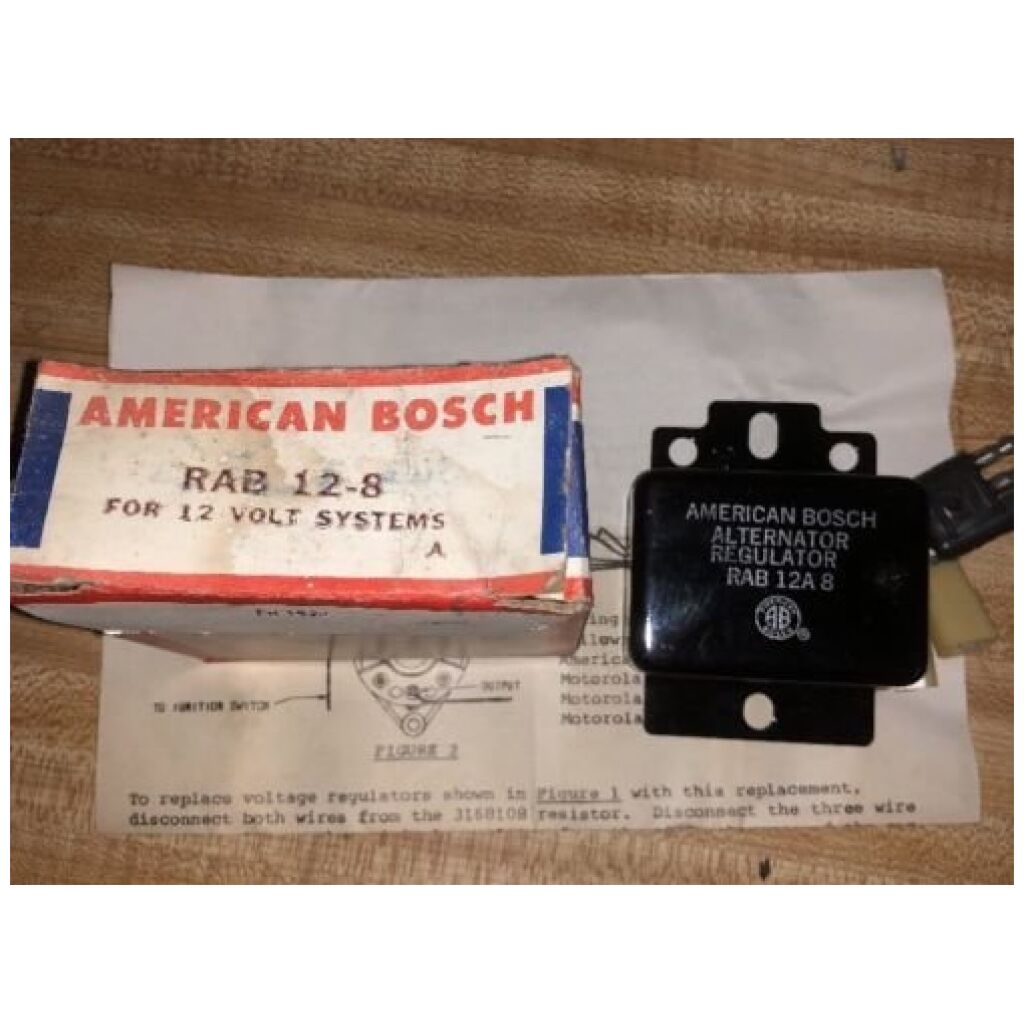 AMERICAN BOSCH
RAB 12-8
FOR 12 VOLT SYSTEMS
A
AMERICAN BOSCH
ALTERNATOR
REGULATOR
RAB 12A 8
AB
®
America
Motorola
Motorola
Motorola
OUTPUT
TO IGNITION SWITCH
FIGURE 2
To replace voltage regulators shown in Figure 1 with this replacement,
disconnect both wires from the 3168108 resistor. Disconnect the three wire